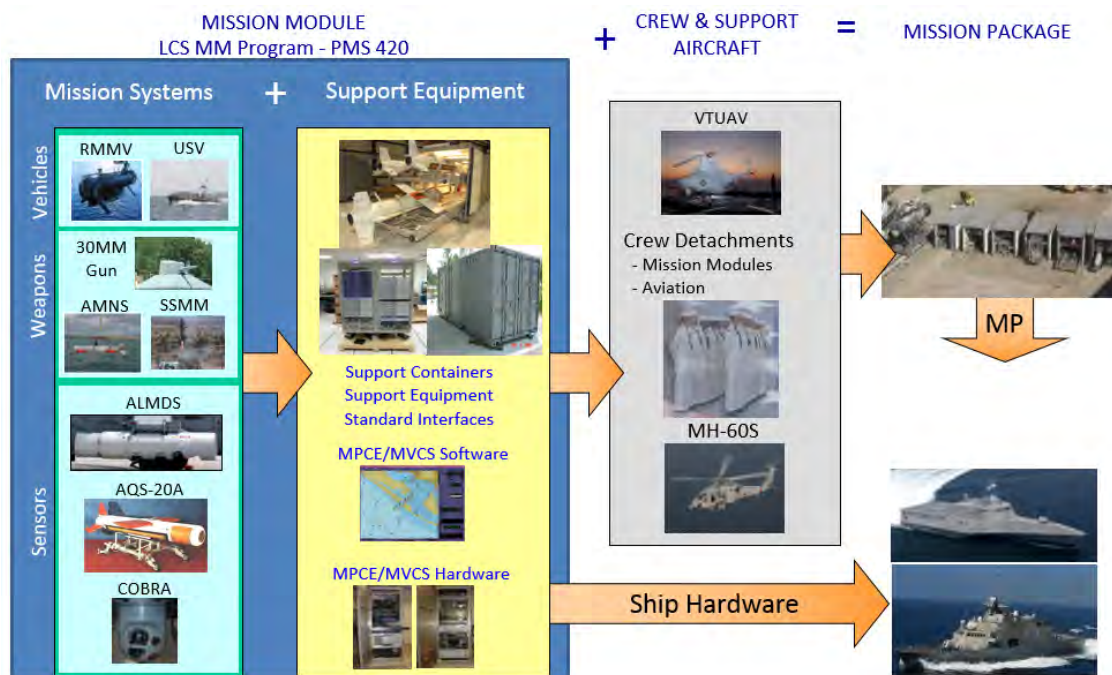 MISSION MODULE
LCS MM Program - PMS 420
+
CREW & SUPPORT
AIRCRAFT
=
MISSION PACKAGE
Mission Systems
+
Support Equipment
Vehicles
RMMV
USV
Weapons
30MM
Gun
AMNS
SSMM
Sensors
ALMDS
AQS-20A
COBRA
Support Containers
Support Equipment
Standard Interfaces
MPCE/MVCS Software
MPCE/MVCS Hardware
VTUAV
Crew Detachments
- Mission Modules
- Aviation
MH-60S
MP
Ship Hardware